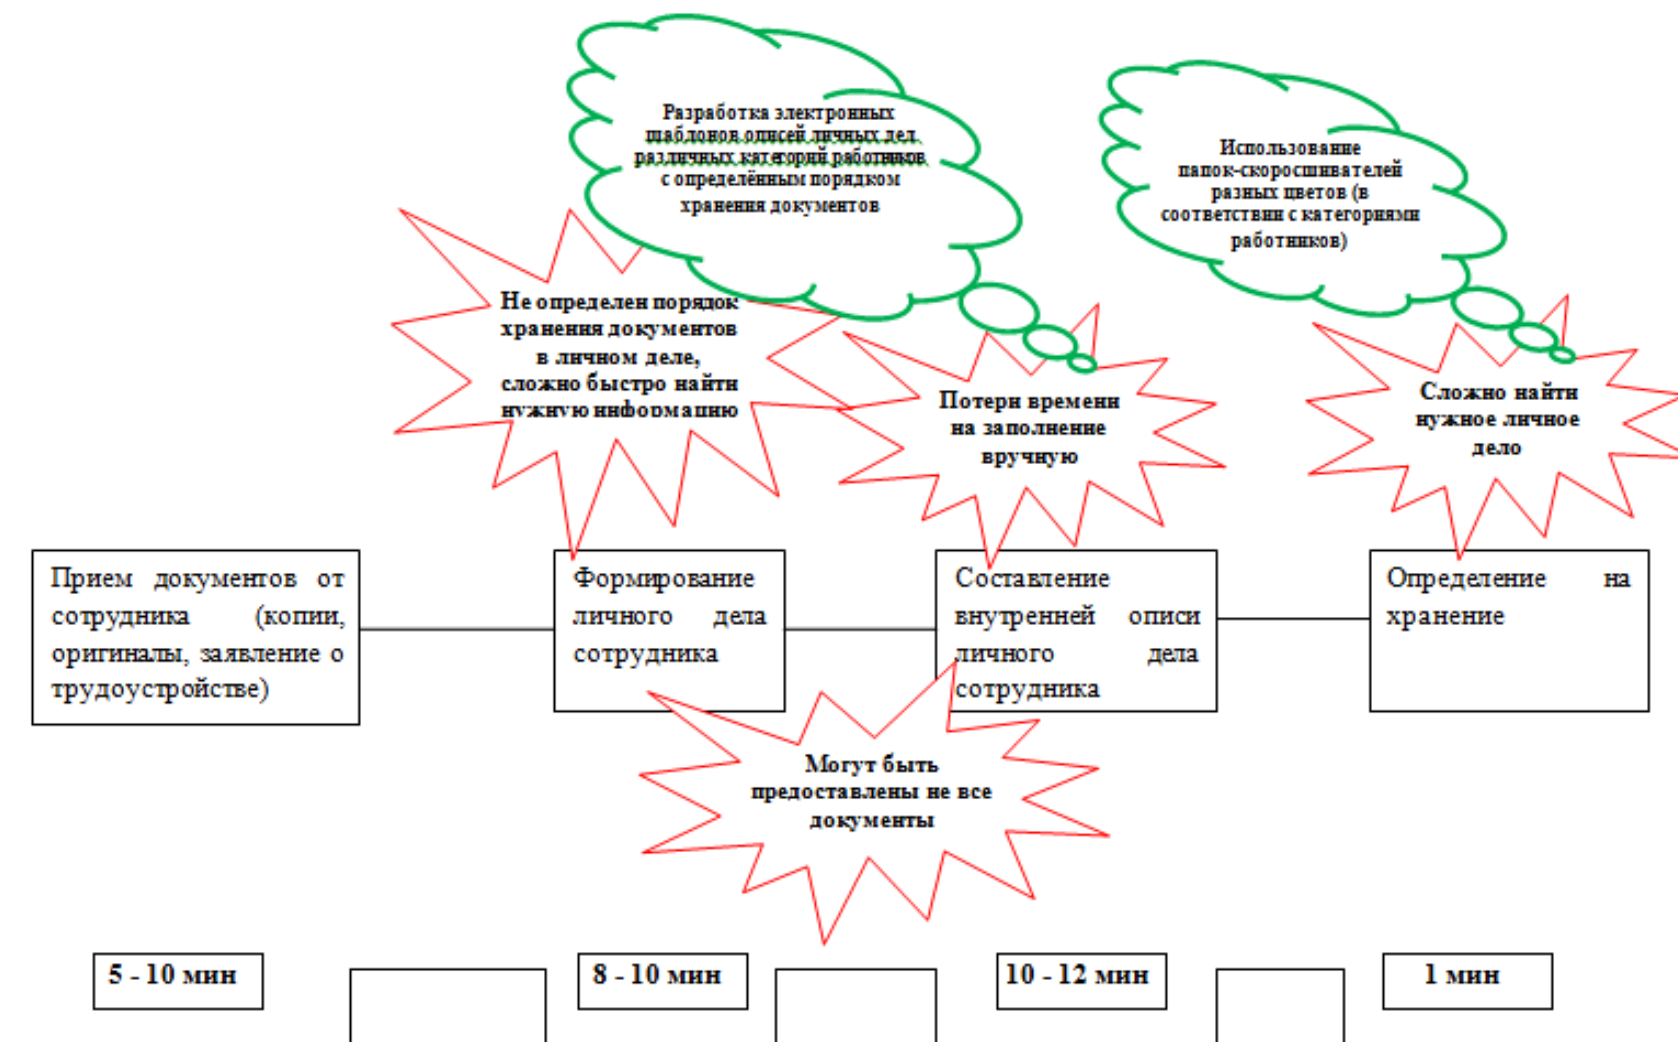 Разработка электронных
шаблонов описей личных дел
различных категорий работников
с определённым порядком
хранения документов
Использование
папок-скоросшивателей
разных цветов (в
соответствии с категориями
работников)
Не определен порядок
хранения документов
в личном деле,
сложно быстро найти
нужную информацию
Потери времени
на заполнение
вручную
Сложно найти
нужное личное
дело
Прием документов от
сотрудника (копии,
оригиналы, заявление о
трудоустройстве)
Формирование
личного дела
сотрудника
Составление
внутренней описи
личного дела
сотрудника
Определение на
хранение
Могут быть
предоставлены не все
документы
5 - 10 мин
8 - 10 мин
10 - 12 мин
1 мин